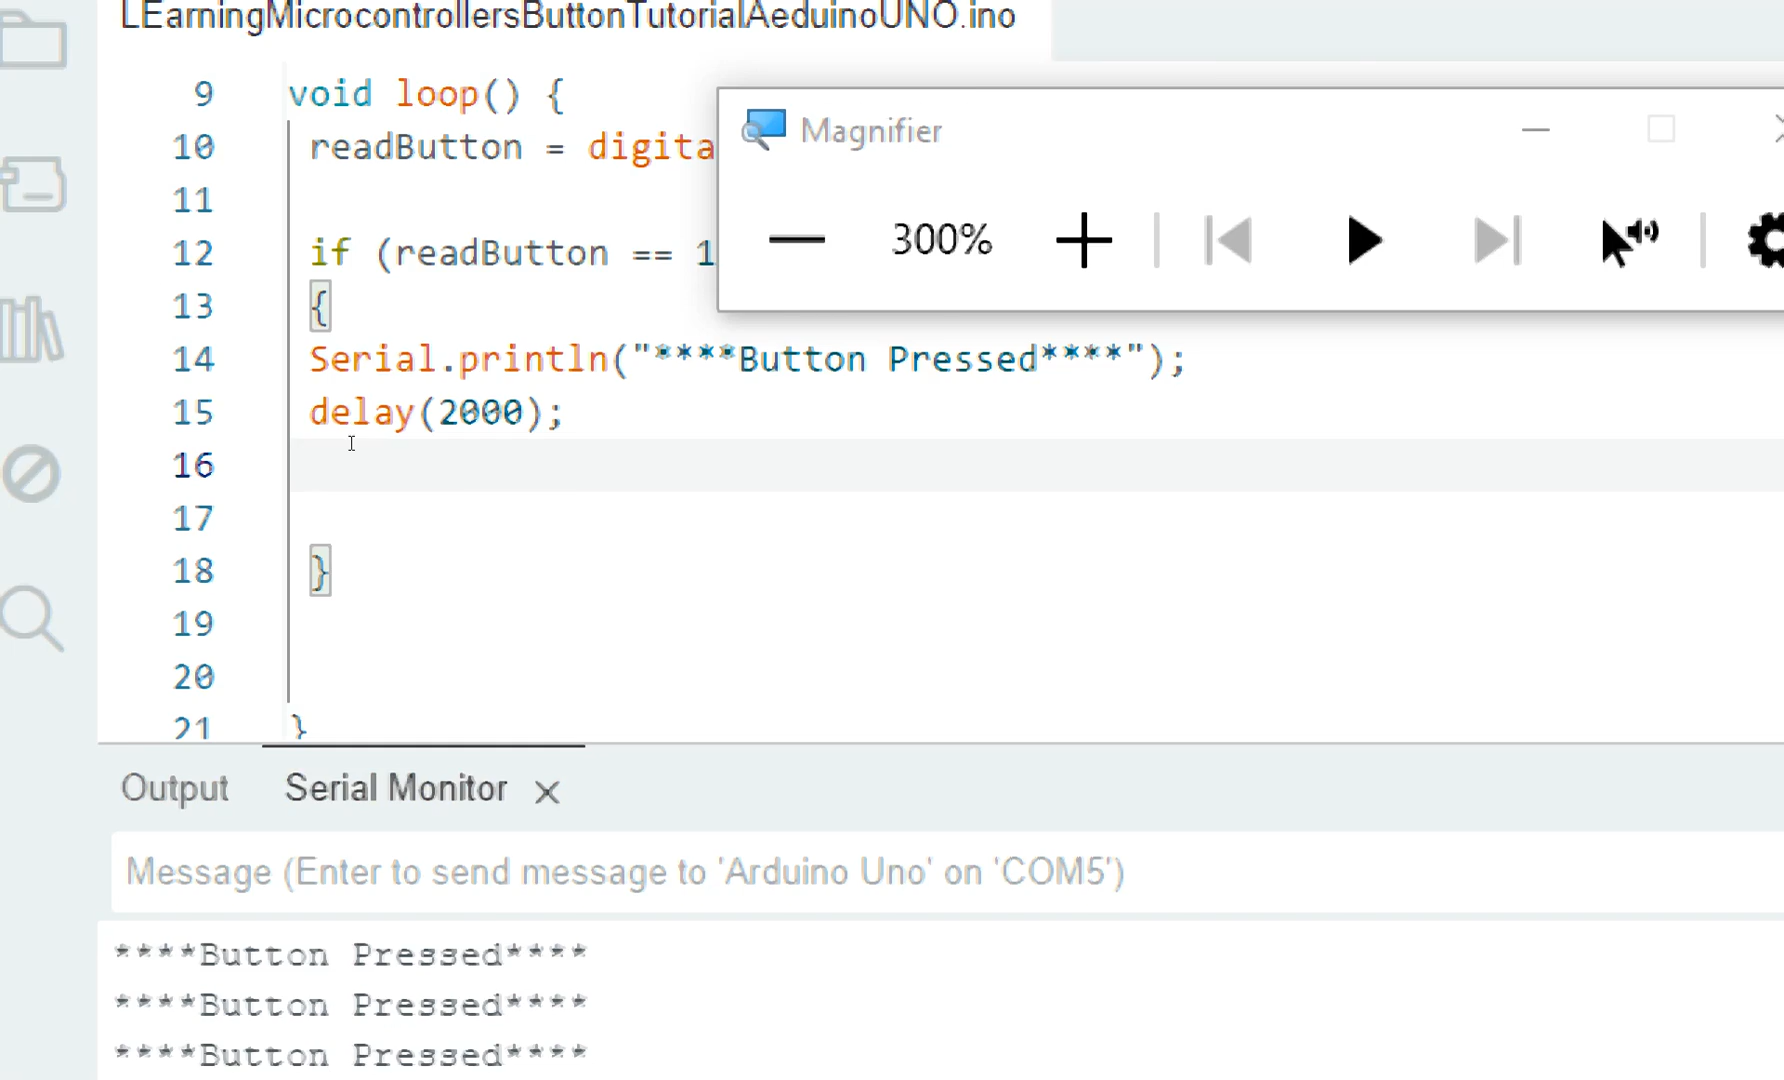 LEarningMicrocontrollersButtonTutorialAeduinoUNO.ino
9 void loop() {
10 readButton = digita
11
12 if (readButton == 1
13 {
14 Serial.println("****Button Pressed****");
15 delay(2000);
16
17
18 }
19
20
21 }
Magnifier
300%
Output Serial Monitor
Message (Enter to send message to 'Arduino Uno' on 'COM5')
****Button Pressed****
****Button Pressed****
****Button Pressed****